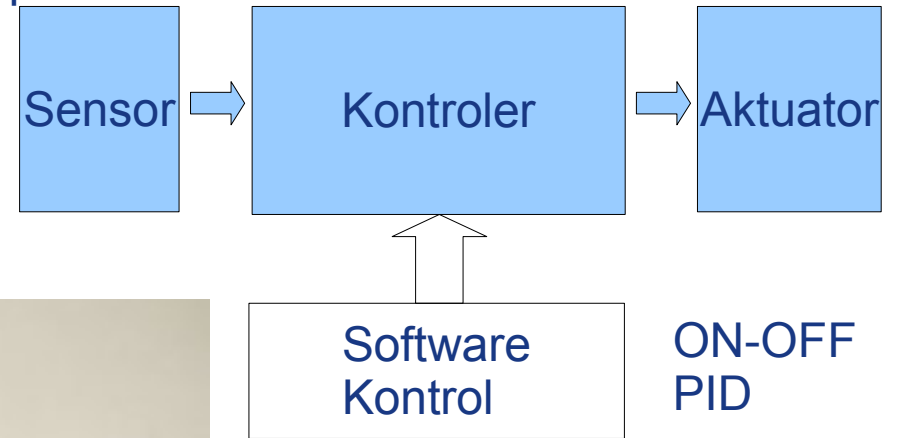 Sensor
Kontroler
Aktuator
Software
Kontrol
ON-OFF
PID